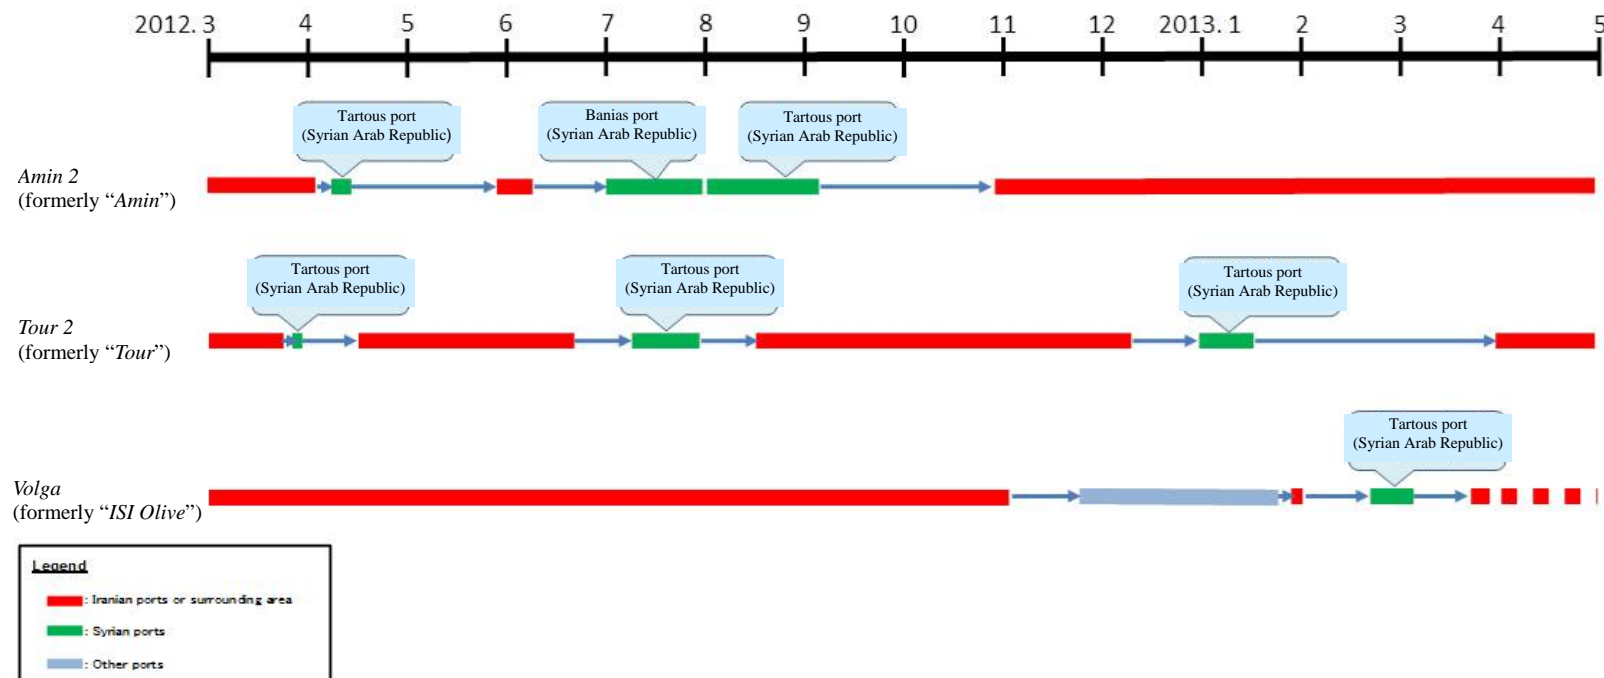 2012. 3 4 5 6 7 8 9 10 11 12 2013. 1 2 3 4 5
Tartous port
(Syrian Arab Republic)
Banias port
(Syrian Arab Republic)
Tartous port
(Syrian Arab Republic)
Amin 2
(formerly “Amin”)
Tartous port
(Syrian Arab Republic)
Tartous port
(Syrian Arab Republic)
Tartous port
(Syrian Arab Republic)
Tour 2
(formerly “Tour”)
Tartous port
(Syrian Arab Republic)
Volga
(formerly “ISI Olive”)
Legend
: Iranian ports or surrounding area
: Syrian ports
: Other ports